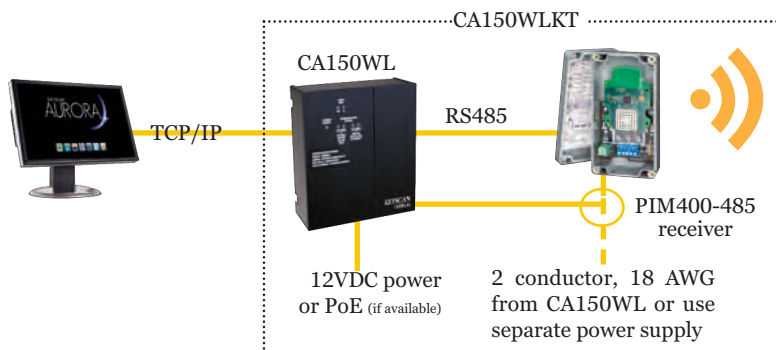 CA150WLKT
CA150WL
AURORA
TCP/IP
RS485
KEYSCAN
PIM400-485
receiver
12VDC power
or PoE (if available)
2 conductor, 18 AWG
from CA150WL or use
separate power supply